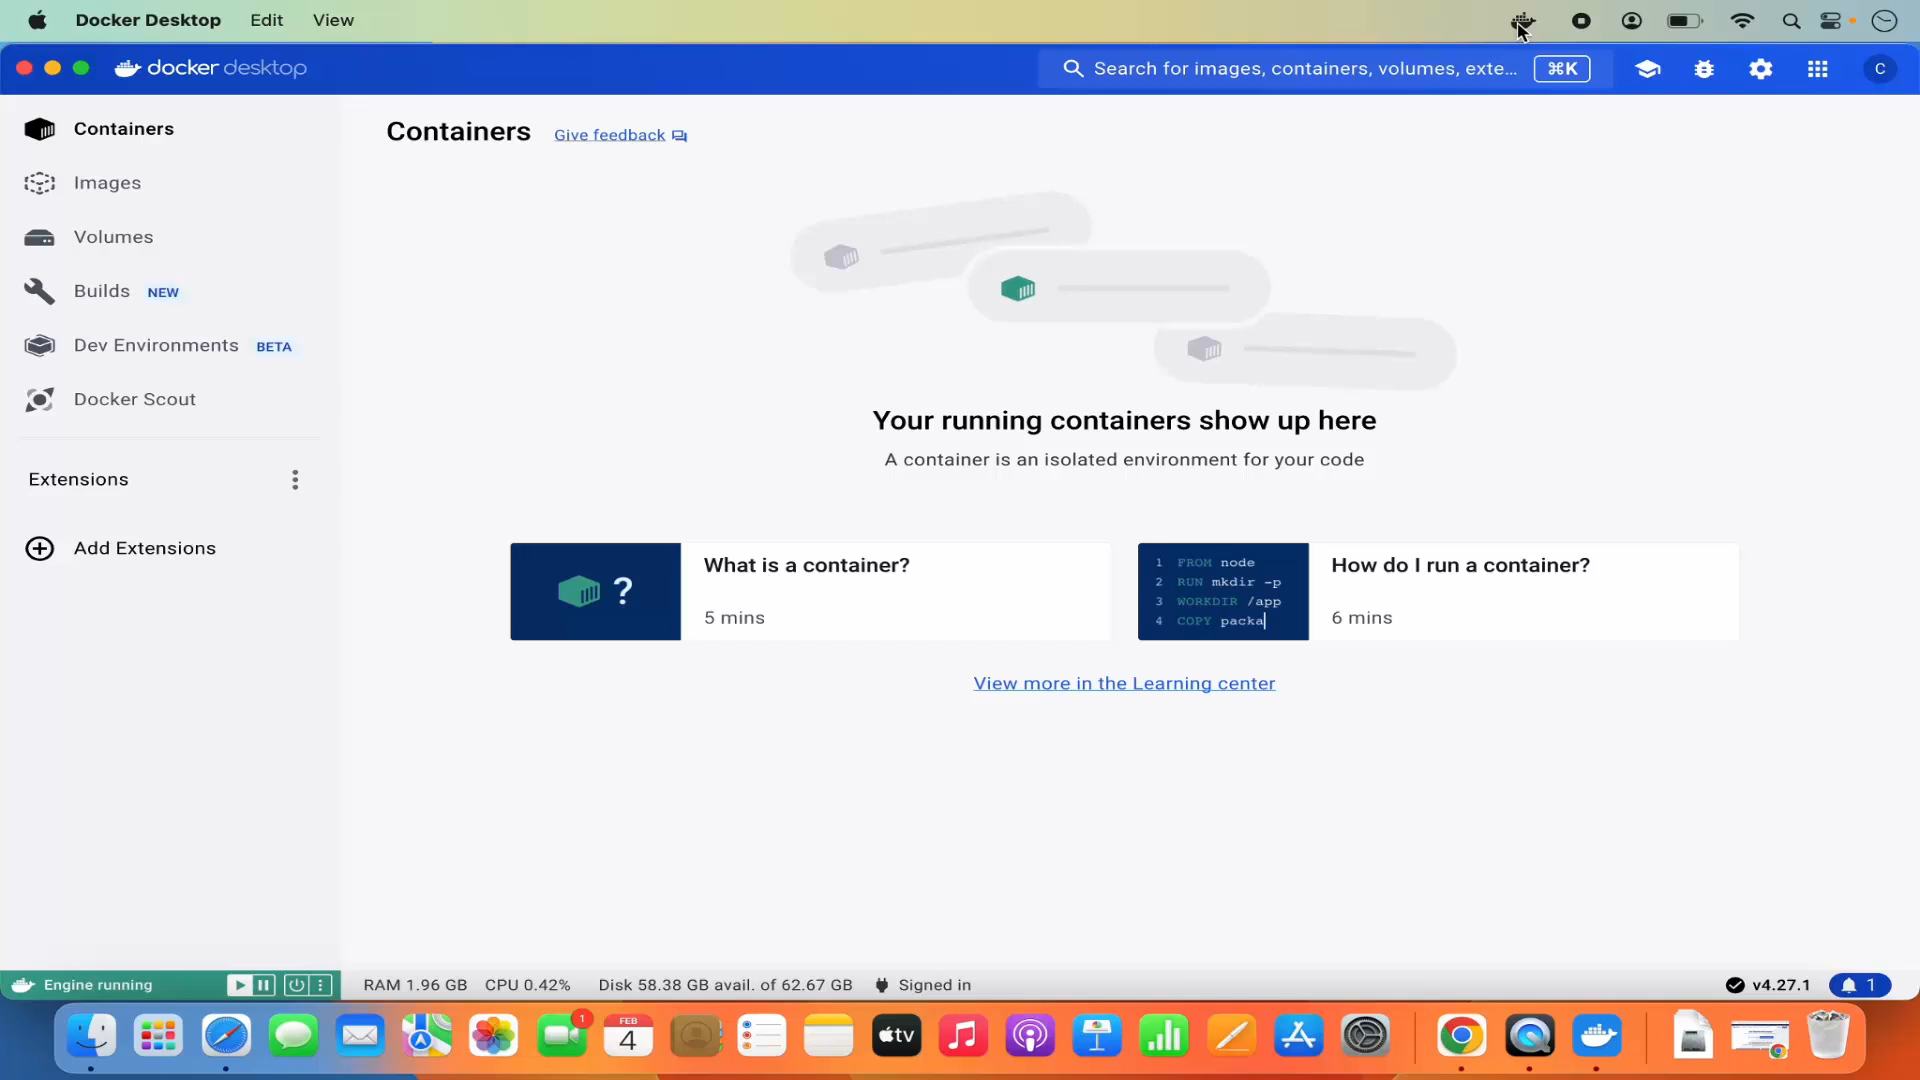 Docker Desktop Edit View
docker desktop
Search for images, containers, volumes, exte... ⌘K
C
Containers
Images
Volumes
Builds NEW
Dev Environments BETA
Docker Scout
Extensions
Add Extensions
Containers Give feedback
Your running containers show up here
A container is an isolated environment for your code
?
What is a container?
5 mins
1 FROM node
2 RUN mkdir -p
3 WORKDIR /app
4 COPY packa
How do I run a container?
6 mins
View more in the Learning center
Engine running
RAM 1.96 GB CPU 0.42% Disk 58.38 GB avail. of 62.67 GB Signed in
v4.27.1 1
1
FEB
4
tv